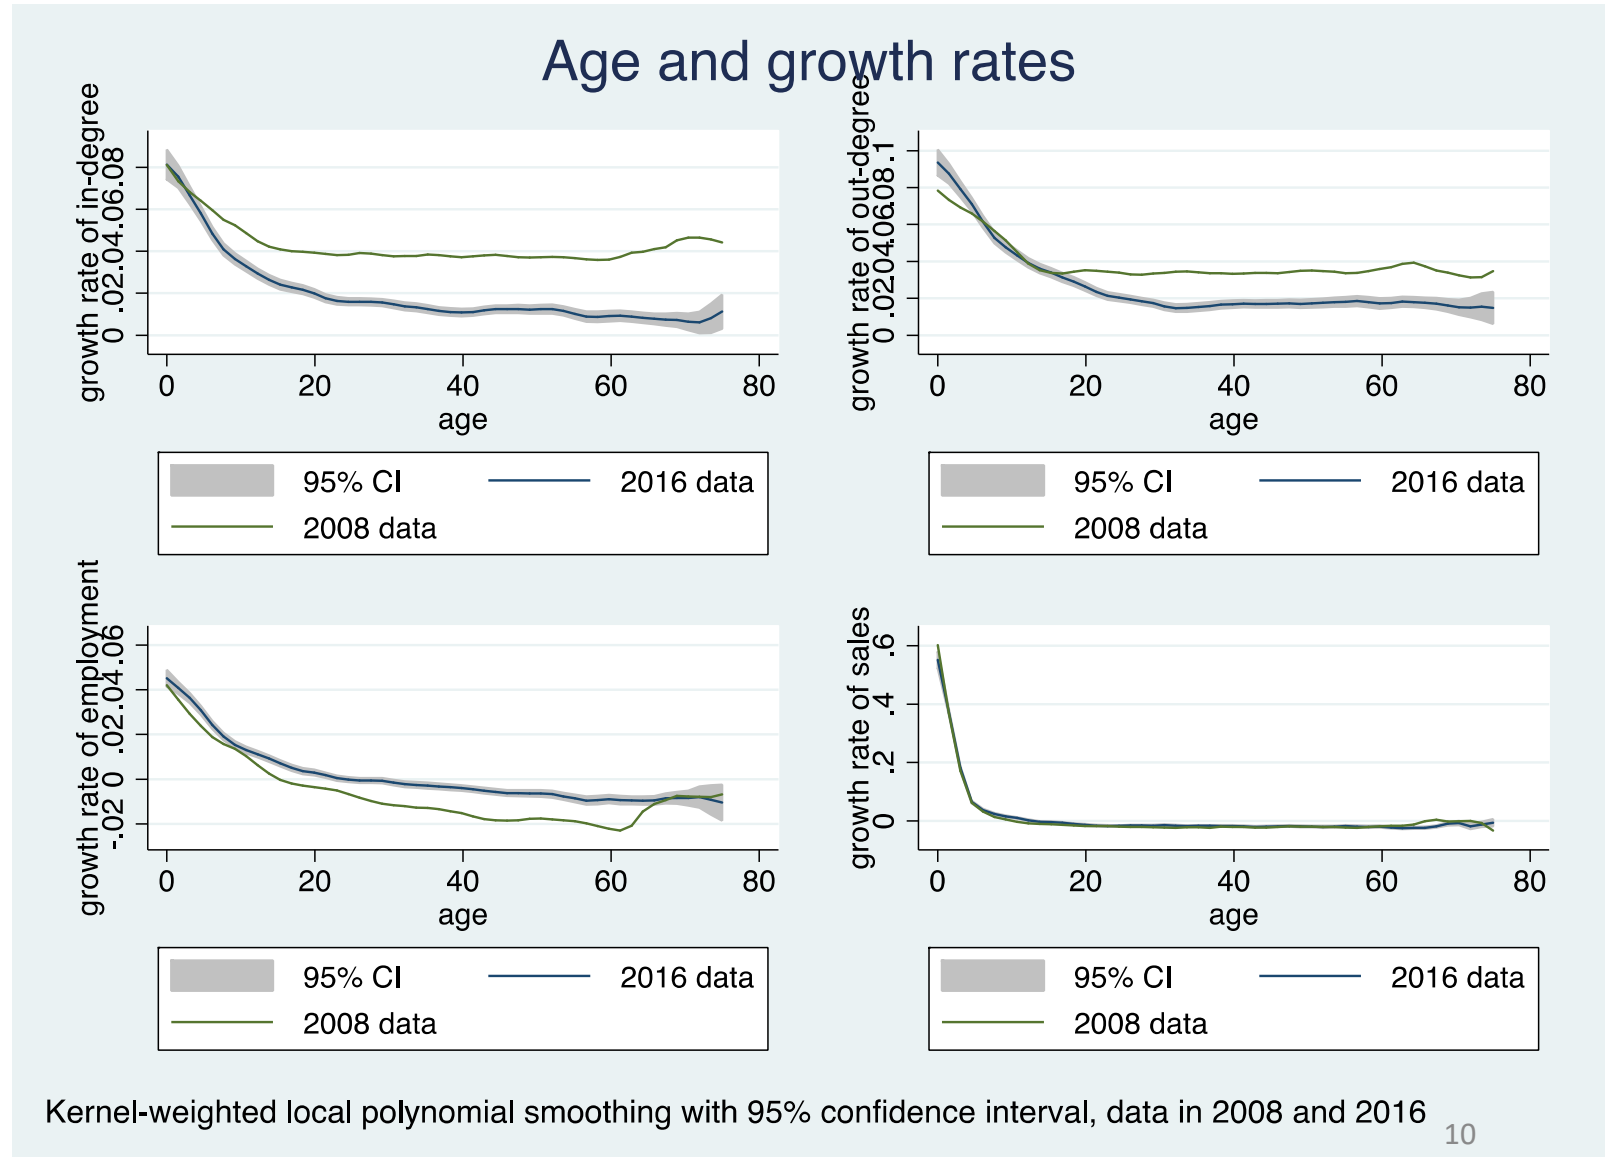 Age and growth rates
growth rate of in-degree
0 .02 .04 .06 .08
0 20 40 60 80
age
95% CI 2016 data
2008 data
growth rate of out-degree
0 .02 .04 .06 .08 .1
0 20 40 60 80
age
95% CI 2016 data
2008 data
growth rate of employment
-.02 0 .02 .04 .06
0 20 40 60 80
age
95% CI 2016 data
2008 data
growth rate of sales
0 .2 .4 .6
0 20 40 60 80
age
95% CI 2016 data
2008 data
Kernel-weighted local polynomial smoothing with 95% confidence interval, data in 2008 and 2016
10